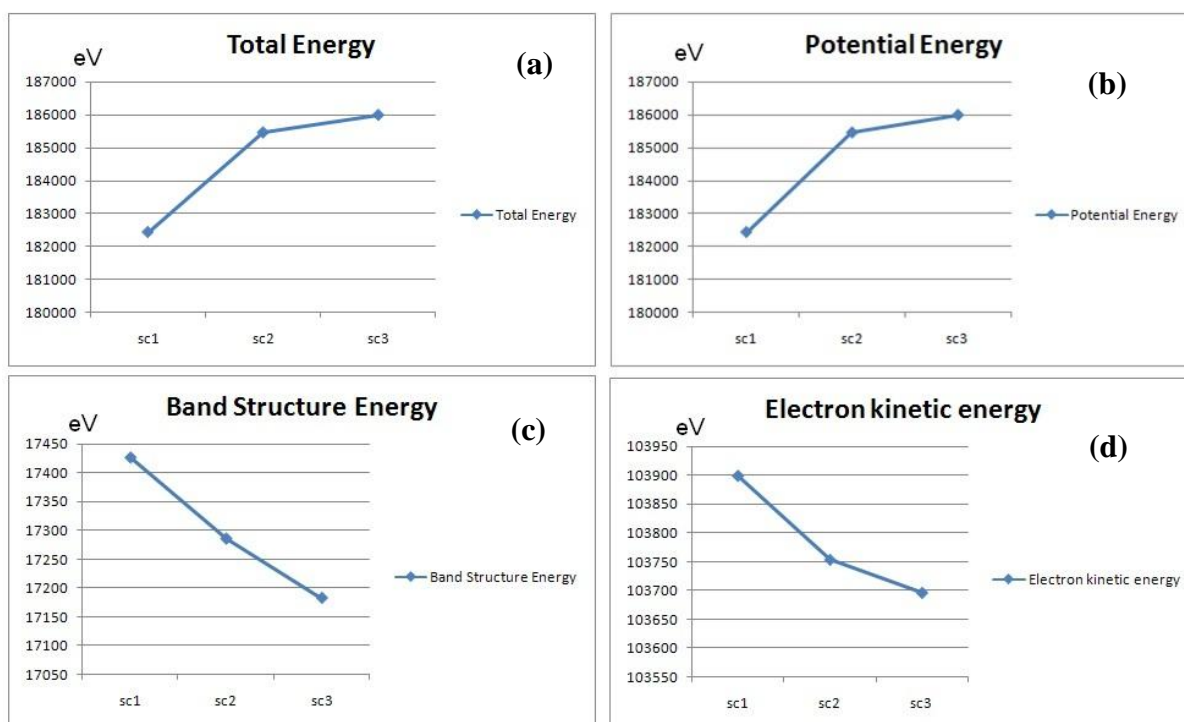 Total Energy
eV
(a)
187000
186000
185000
184000
183000
182000
181000
180000
sc1 sc2 sc3
Total Energy
Potential Energy
eV
(b)
187000
186000
185000
184000
183000
182000
181000
180000
sc1 sc2 sc3
Potential Energy
Band Structure Energy
eV
(c)
17450
17400
17350
17300
17250
17200
17150
17100
17050
sc1 sc2 sc3
Band Structure Energy
Electron kinetic energy
eV
(d)
103950
103900
103850
103800
103750
103700
103650
103600
103550
sc1 sc2 sc3
Electron kinetic energy